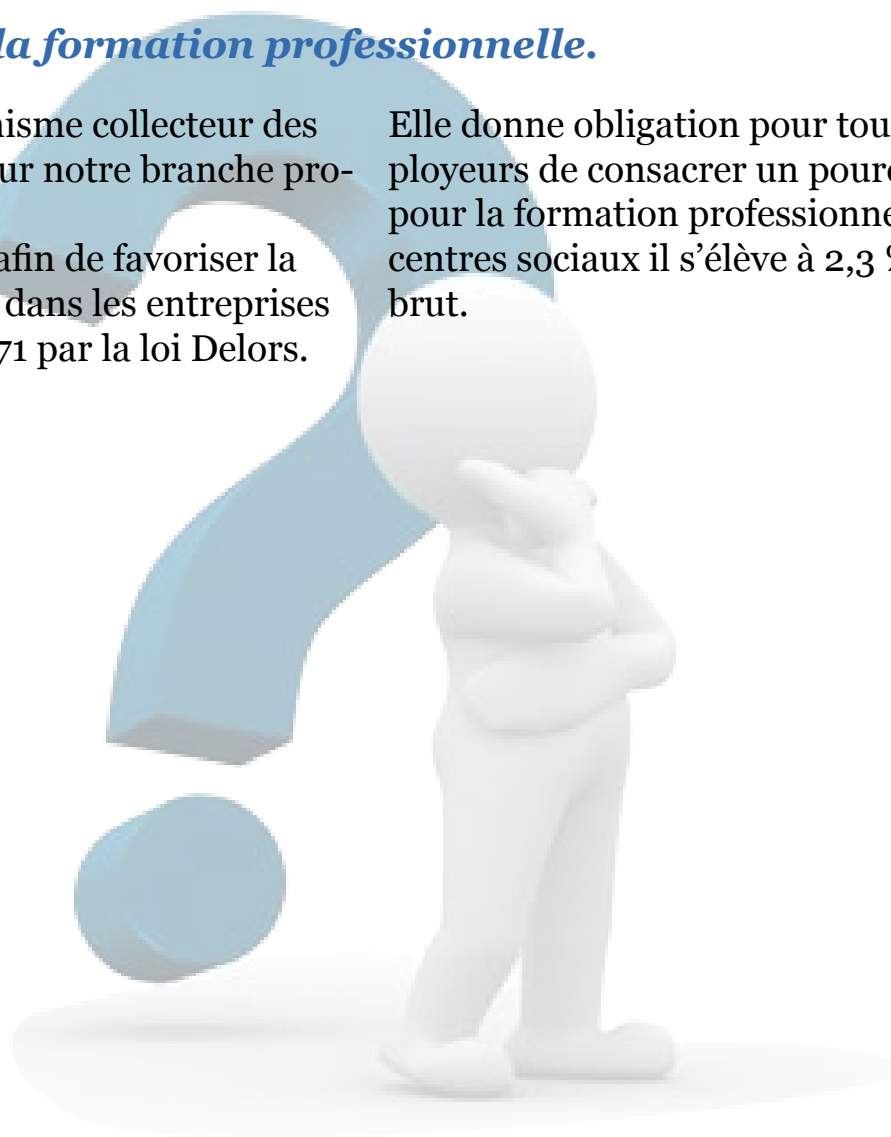 la formation professionnelle.
nisme collecteur des
ur notre branche pro-
afin de favoriser la
dans les entreprises
71 par la loi Delors.
Elle donne obligation pour tou
ployeurs de consacrer un pour
pour la formation professionne
centres sociaux il s'élève à 2,3 %
brut.